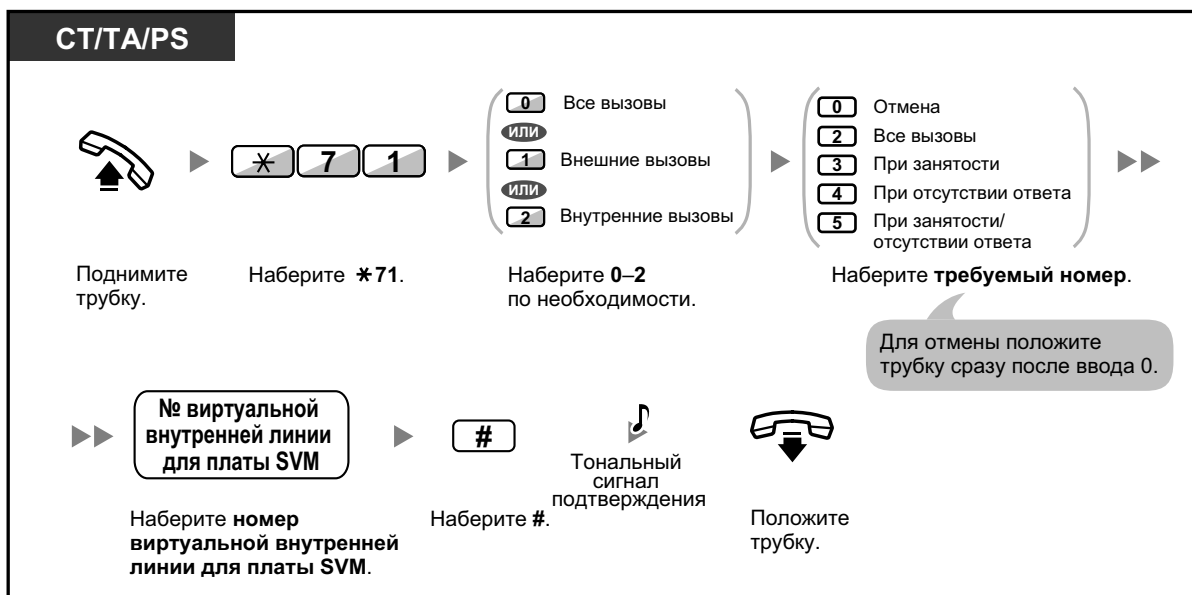 CT/TA/PS
0 Все вызовы
ИЛИ
1 Внешние вызовы
ИЛИ
2 Внутренние вызовы
0 Отмена
2 Все вызовы
3 При занятости
4 При отсутствии ответа
5 При занятости/
отсутствии ответа
* 7 1
Поднимите
трубку.
Наберите *71.
Наберите 0–2
по необходимости.
Наберите требуемый номер.
Для отмены положите
трубку сразу после ввода 0.
№ виртуальной
внутренней линии
для платы SVM
#
Тональный
сигнал
подтверждения
Наберите номер
виртуальной внутренней
линии для платы SVM.
Наберите #.
Положите
трубку.